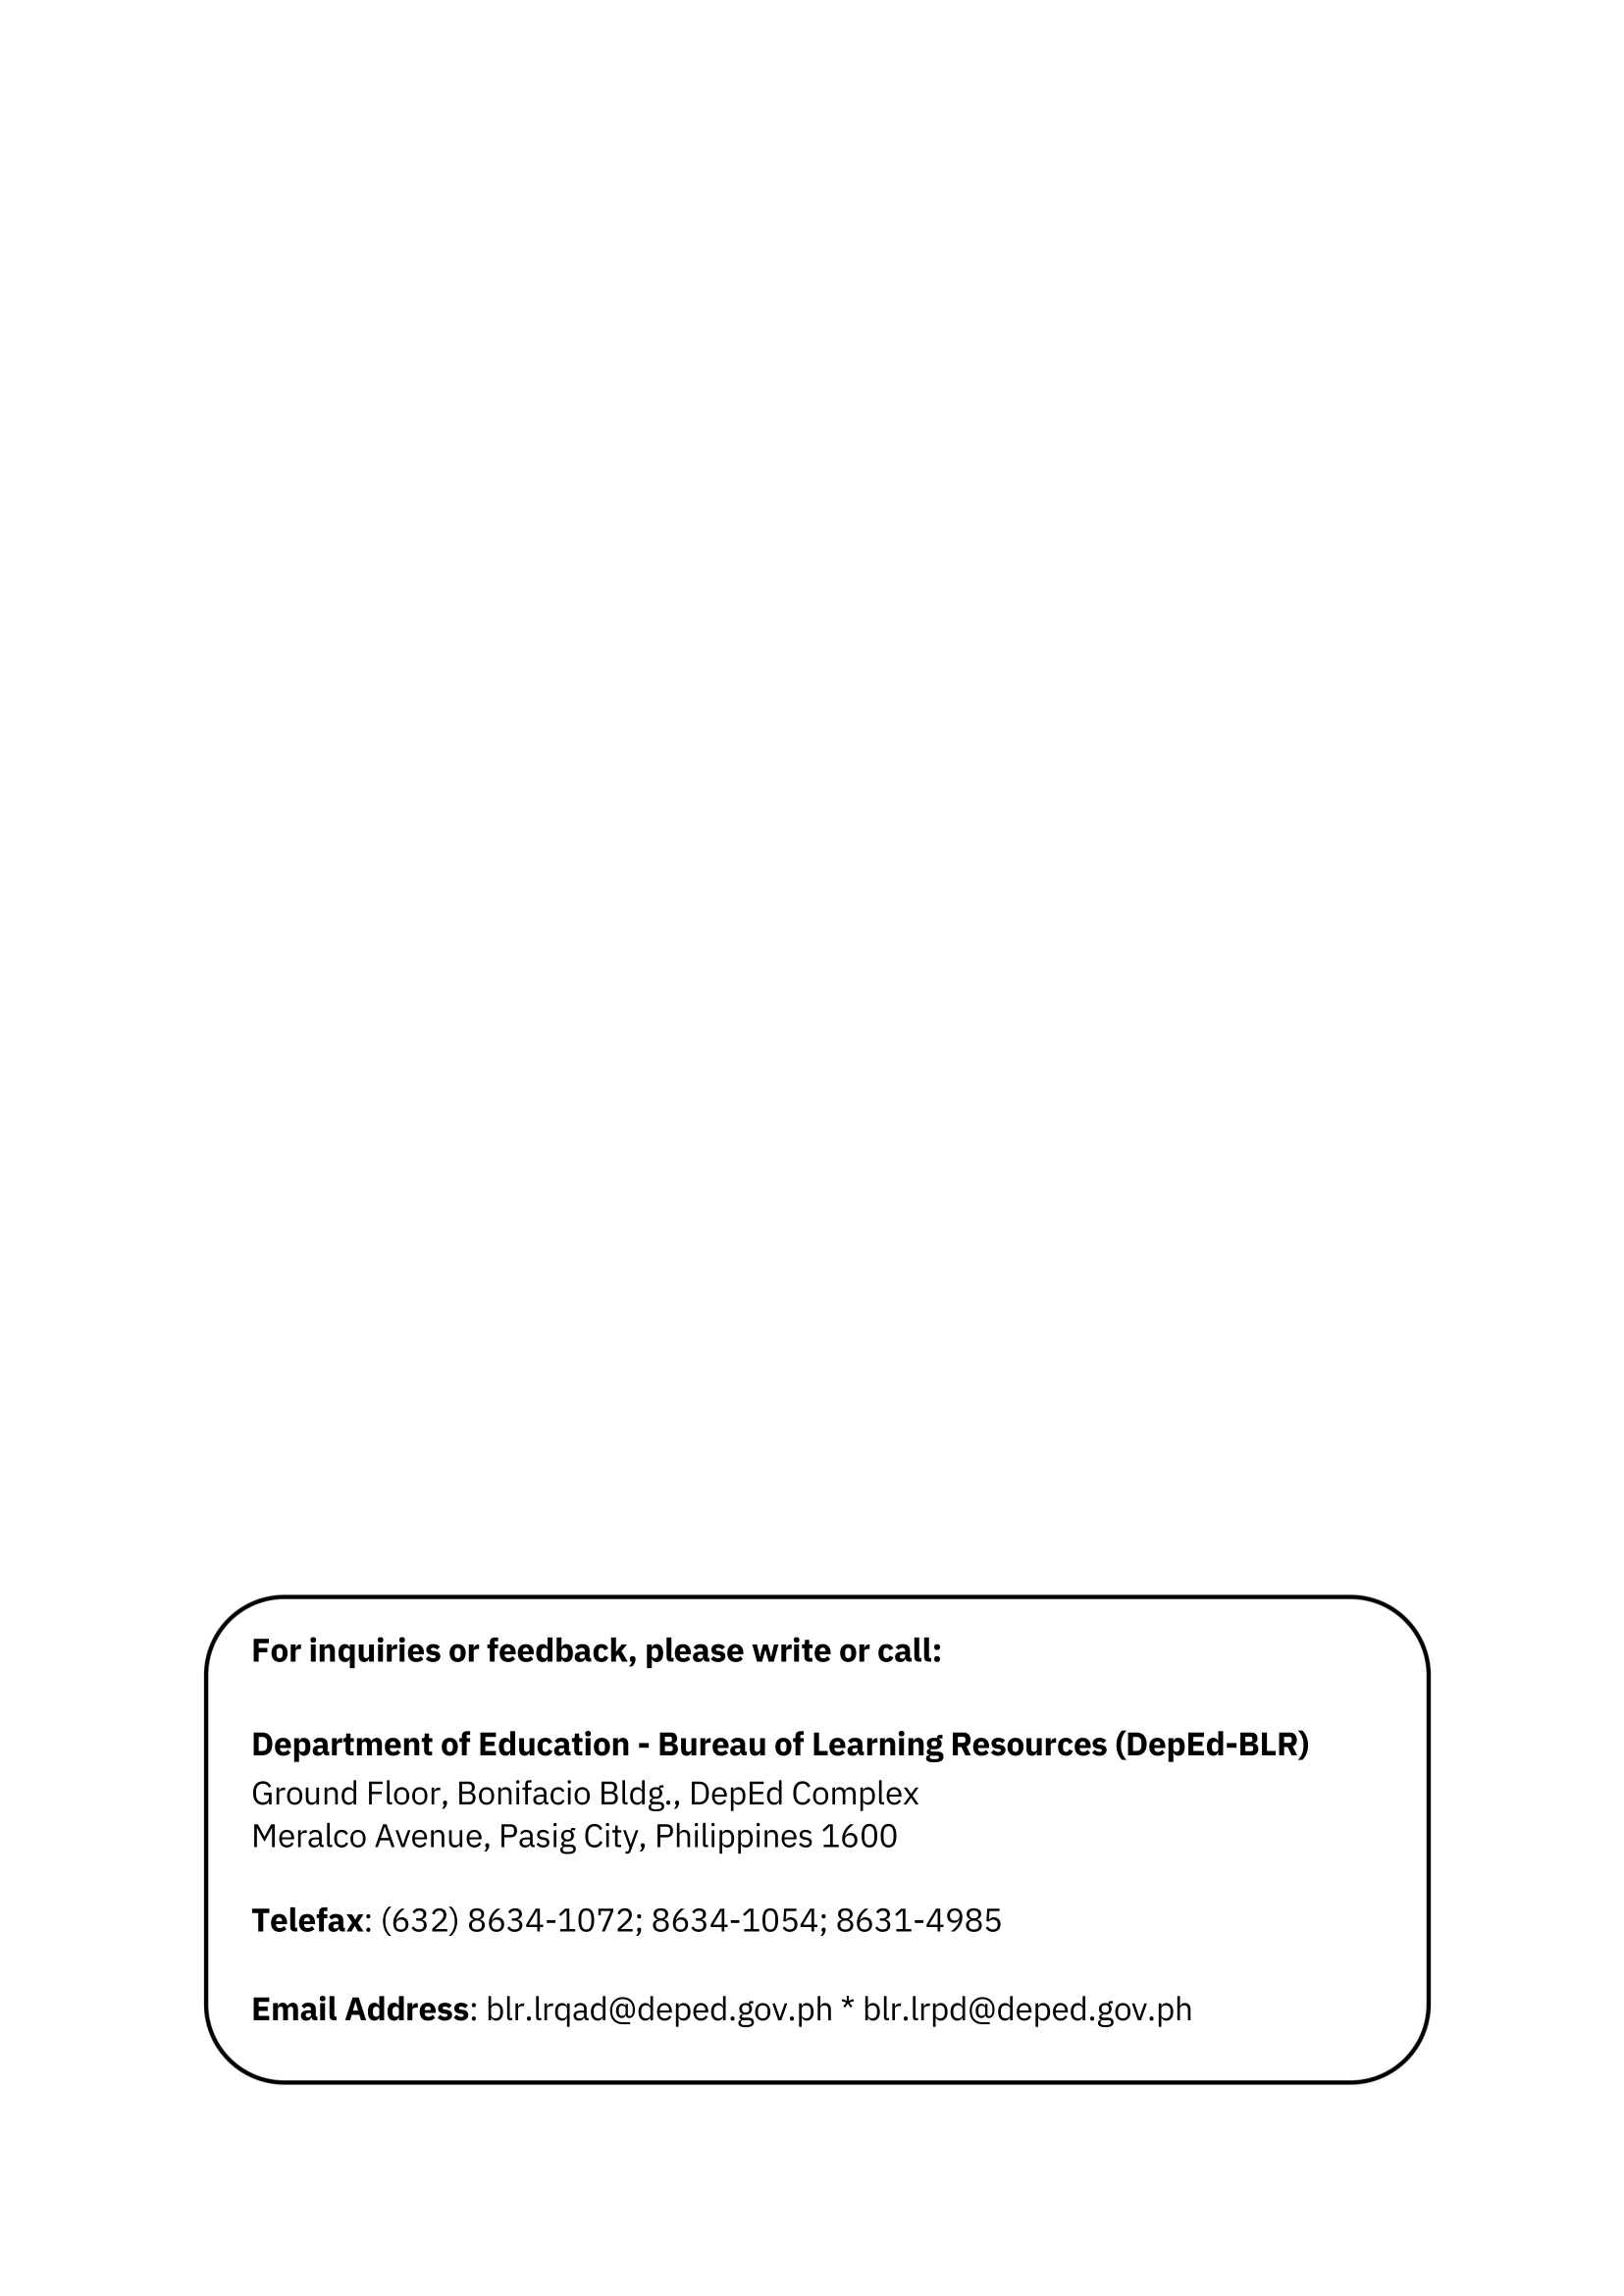 For inquiries or feedback, please write or call:
Department of Education - Bureau of Learning Resources (DepEd-BLR)
Ground Floor, Bonifacio Bldg., DepEd Complex
Meralco Avenue, Pasig City, Philippines 1600
Telefax: (632) 8634-1072; 8634-1054; 8631-4985
Email Address: blr.lrqad@deped.gov.ph * blr.lrpd@deped.gov.ph